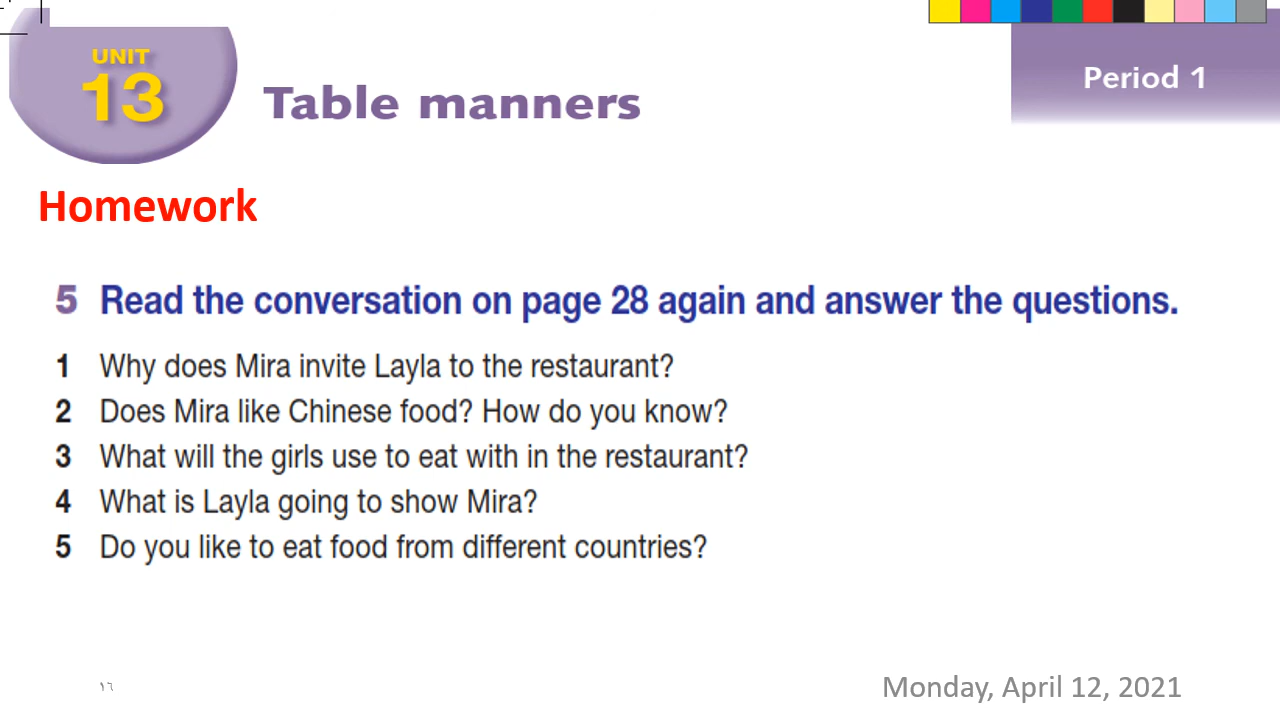 UNIT
13
Table manners
Period 1
Homework
5 Read the conversation on page 28 again and answer the questions.
1 Why does Mira invite Layla to the restaurant?
2 Does Mira like Chinese food? How do you know?
3 What will the girls use to eat with in the restaurant?
4 What is Layla going to show Mira?
5 Do you like to eat food from different countries?
١٦
Monday, April 12, 2021